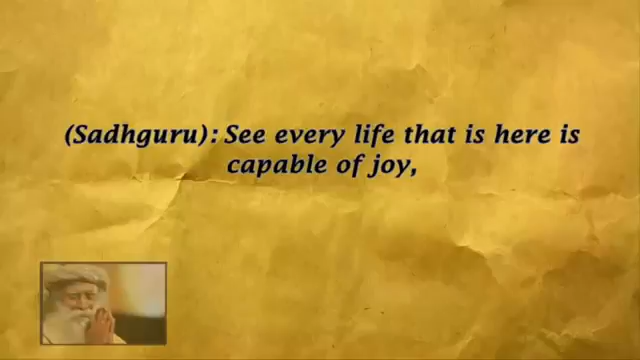 (Sadhguru): See every life that is here is
capable of joy,